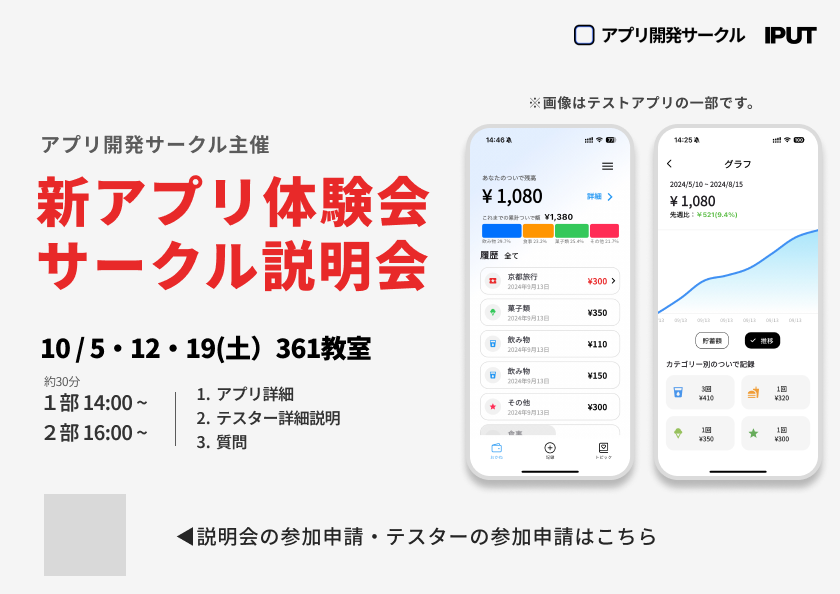 アプリ開発サークル IPUT
※画像はテストアプリの一部です。
アプリ開発サークル主催
新アプリ体験会
サークル説明会
10 / 5・12・19(土）361教室
約30分
１部 14:00 ~
２部 16:00 ~
1. アプリ詳細
2. テスター詳細説明
3. 質問
◀説明会の参加申請・テスターの参加申請はこちら
14:46
あなたのついで残高
¥ 1,080
詳細
これまでの累計ついで額 ¥1,380
飲み物 29.7% 食事 23.2% 菓子類 25.4% その他 21.7%
履歴 全て
京都旅行
2024年9月13日
¥300
菓子類
2024年9月13日
¥350
飲み物
2024年9月13日
¥110
飲み物
2024年9月13日
¥150
その他
2024年9月13日
¥300
食事
記録
トピック
14:25
100
グラフ
2024/5/10 ~ 2024/8/15
¥ 1,080
先週比：￥521(9.4%)
貯蓄額
推移
カテゴリー別のついで記録
3回
¥410
1回
¥320
1回
¥350
1回
¥300